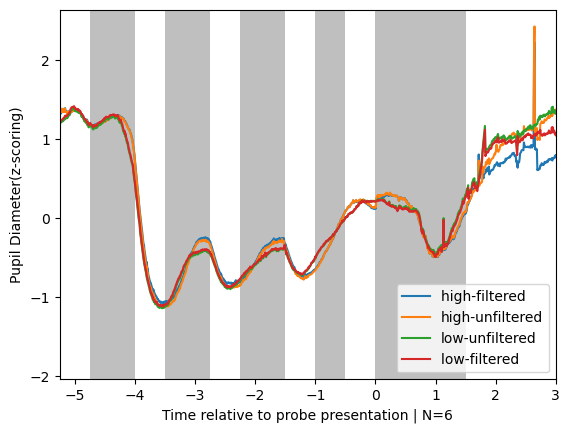 Pupil Diameter(z-scoring)
2
1
0
−1
−2
high-filtered
high-unfiltered
low-unfiltered
low-filtered
−5 −4 −3 −2 −1 0 1 2 3
Time relative to probe presentation | N=6